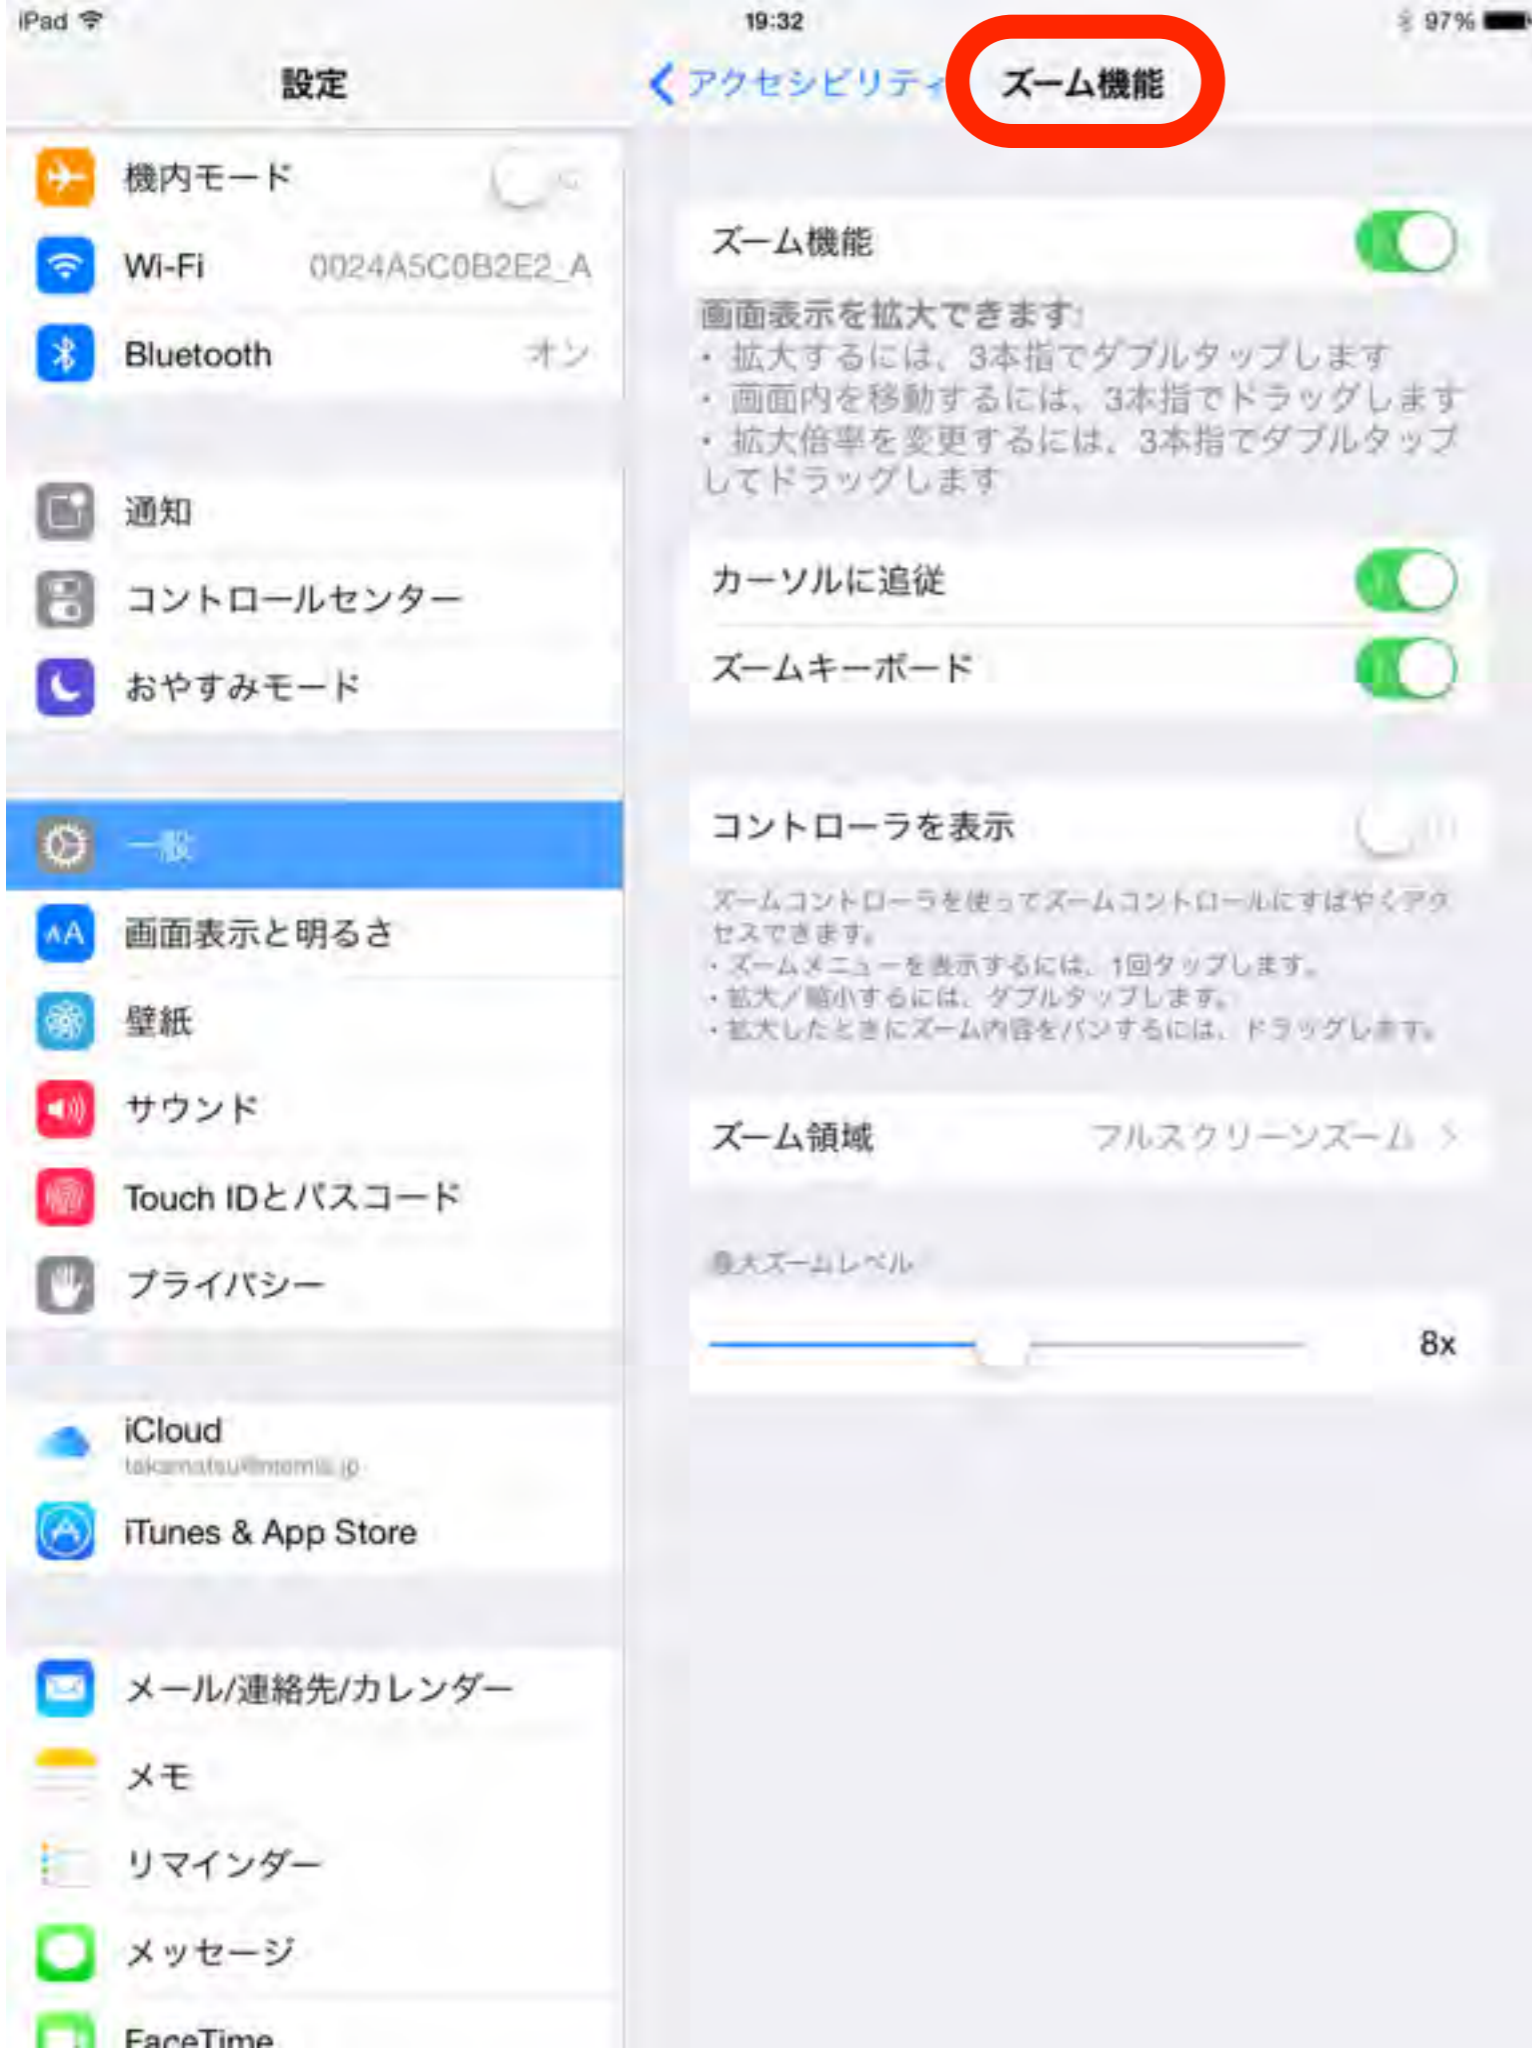 iPad
19:32
97%
設定
アクセシビリティ
ズーム機能
機内モード
Wi-Fi 0024A5C0B2E2_A
Bluetooth オン
通知
コントロールセンター
おやすみモード
一般
画面表示と明るさ
壁紙
サウンド
Touch IDとパスコード
プライバシー
iCloud
iTunes & App Store
メール/連絡先/カレンダー
メモ
リマインダー
メッセージ
FaceTime
ズーム機能
画面表示を拡大できます:
・ 拡大するには、3本指でダブルタップします
・ 画面内を移動するには、3本指でドラッグします
・ 拡大倍率を変更するには、3本指でダブルタップ
してドラッグします
カーソルに追従
ズームキーボード
コントローラを表示
ズームコントローラを使ってズームコントロールにすばやくアク
セスできます。
・ズームメニューを表示するには、1回タップします。
・拡大／縮小するには、ダブルタップします。
・拡大したときにズーム内容をパンするには、ドラッグします。
ズーム領域 フルスクリーンズーム >
最大ズームレベル
8x